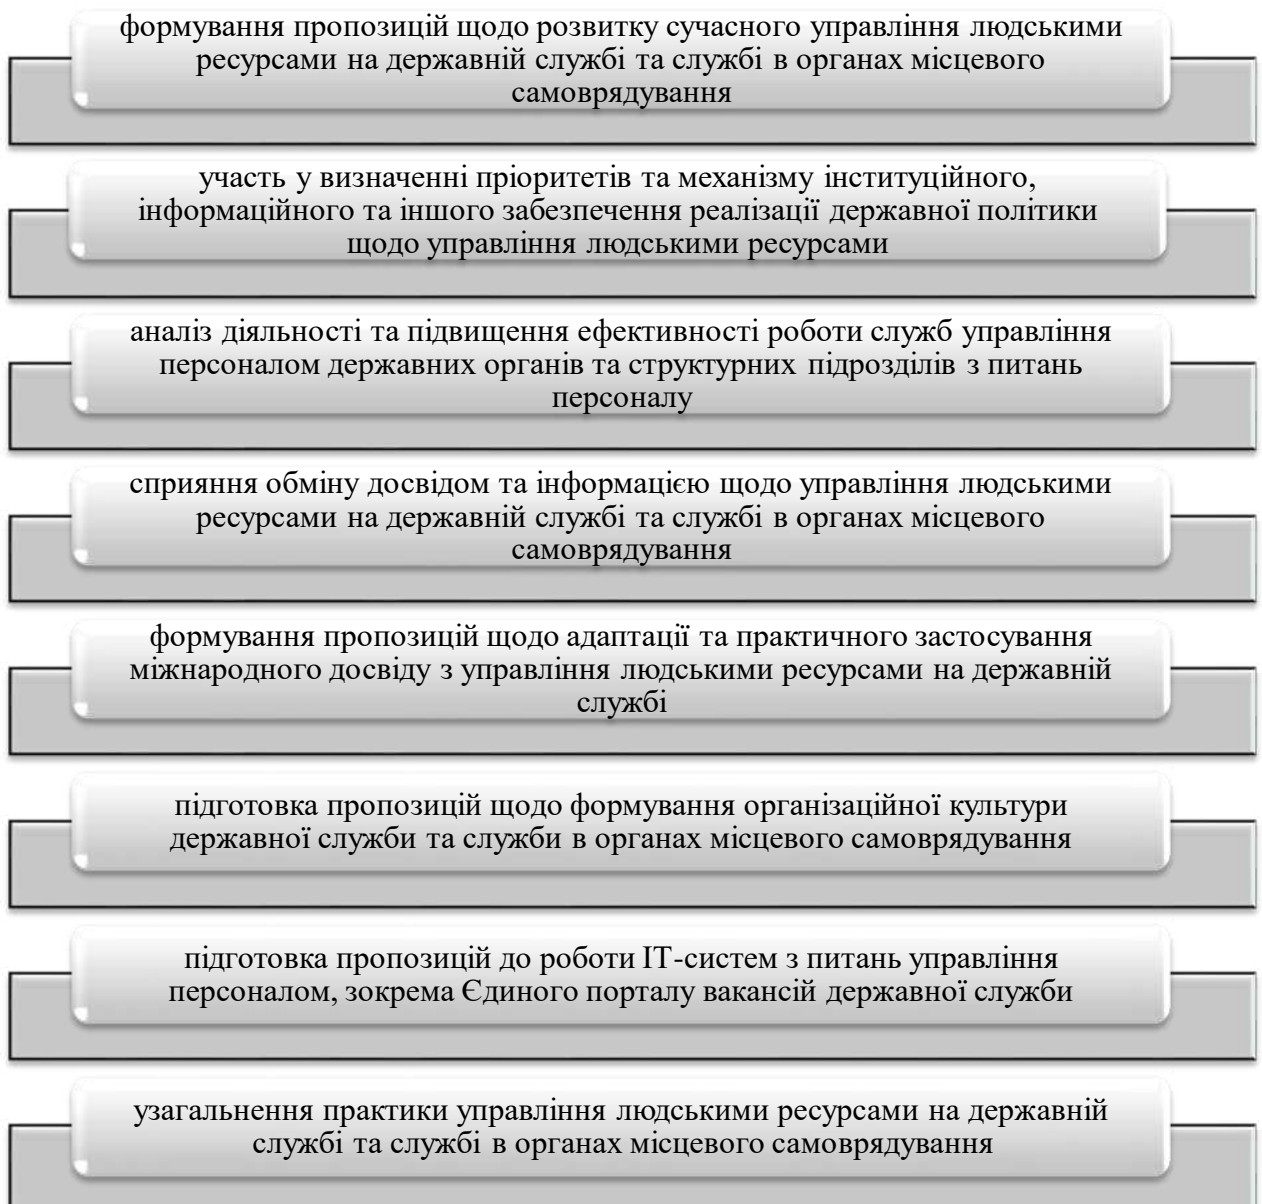 формування пропозицій щодо розвитку сучасного управління людськими
ресурсами на державній службі та службі в органах місцевого
самоврядування
участь у визначенні пріоритетів та механізму інституційного,
інформаційного та іншого забезпечення реалізації державної політики
щодо управління людськими ресурсами
аналіз діяльності та підвищення ефективності роботи служб управління
персоналом державних органів та структурних підрозділів з питань
персоналу
сприяння обміну досвідом та інформацією щодо управління людськими
ресурсами на державній службі та службі в органах місцевого
самоврядування
формування пропозицій щодо адаптації та практичного застосування
міжнародного досвіду з управління людськими ресурсами на державній
службі
підготовка пропозицій щодо формування організаційної культури
державної служби та служби в органах місцевого самоврядування
підготовка пропозицій до роботи ІТ-систем з питань управління
персоналом, зокрема Єдиного порталу вакансій державної служби
узагальнення практики управління людськими ресурсами на державній
службі та службі в органах місцевого самоврядування